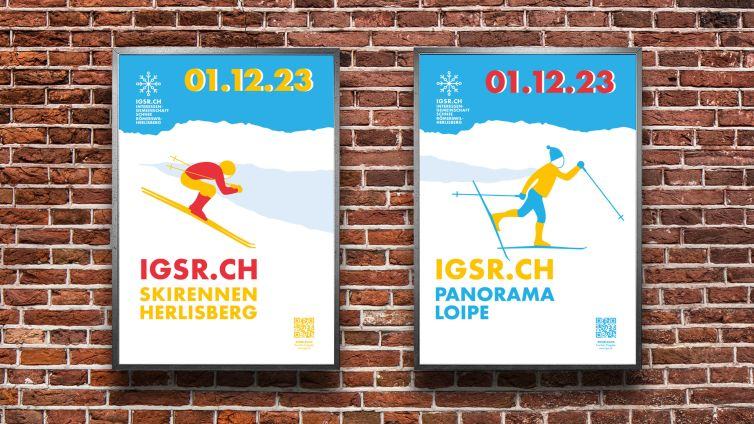 01.12.23
IGSR.CH
INTERESSEN-
GEMEINSCHAFT
SCHNEE
RÖMERSWIL-
HERLISBERG
IGSR.CH
SKIRENNEN
HERLISBERG
01.12.23
IGSR.CH
INTERESSEN-
GEMEINSCHAFT
SCHNEE
RÖMERSWIL-
HERLISBERG
IGSR.CH
PANORAMA
LOIPE